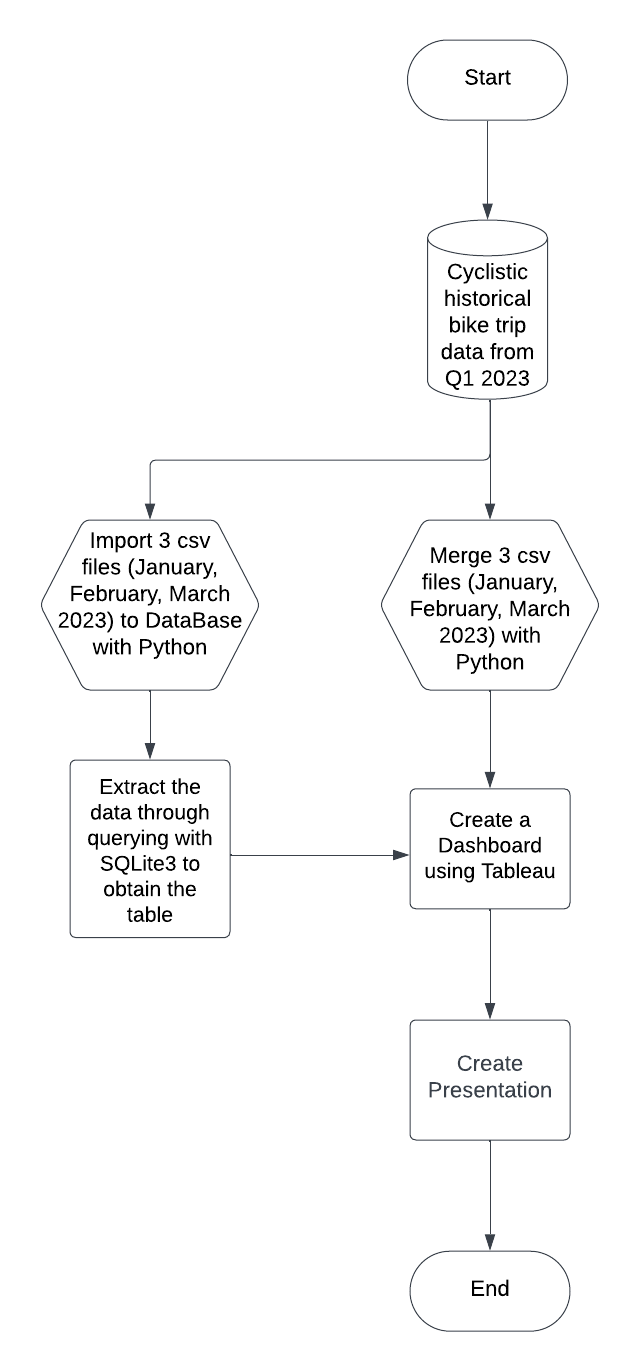 Start
Cyclistic
historical
bike trip
data from
Q1 2023
Import 3 csv
files (January,
February, March
2023) to DataBase
with Python
Merge 3 csv
files (January,
February, March
2023) with
Python
Extract the
data through
querying with
SQLite3 to
obtain the
table
Create a
Dashboard
using Tableau
Create
Presentation
End